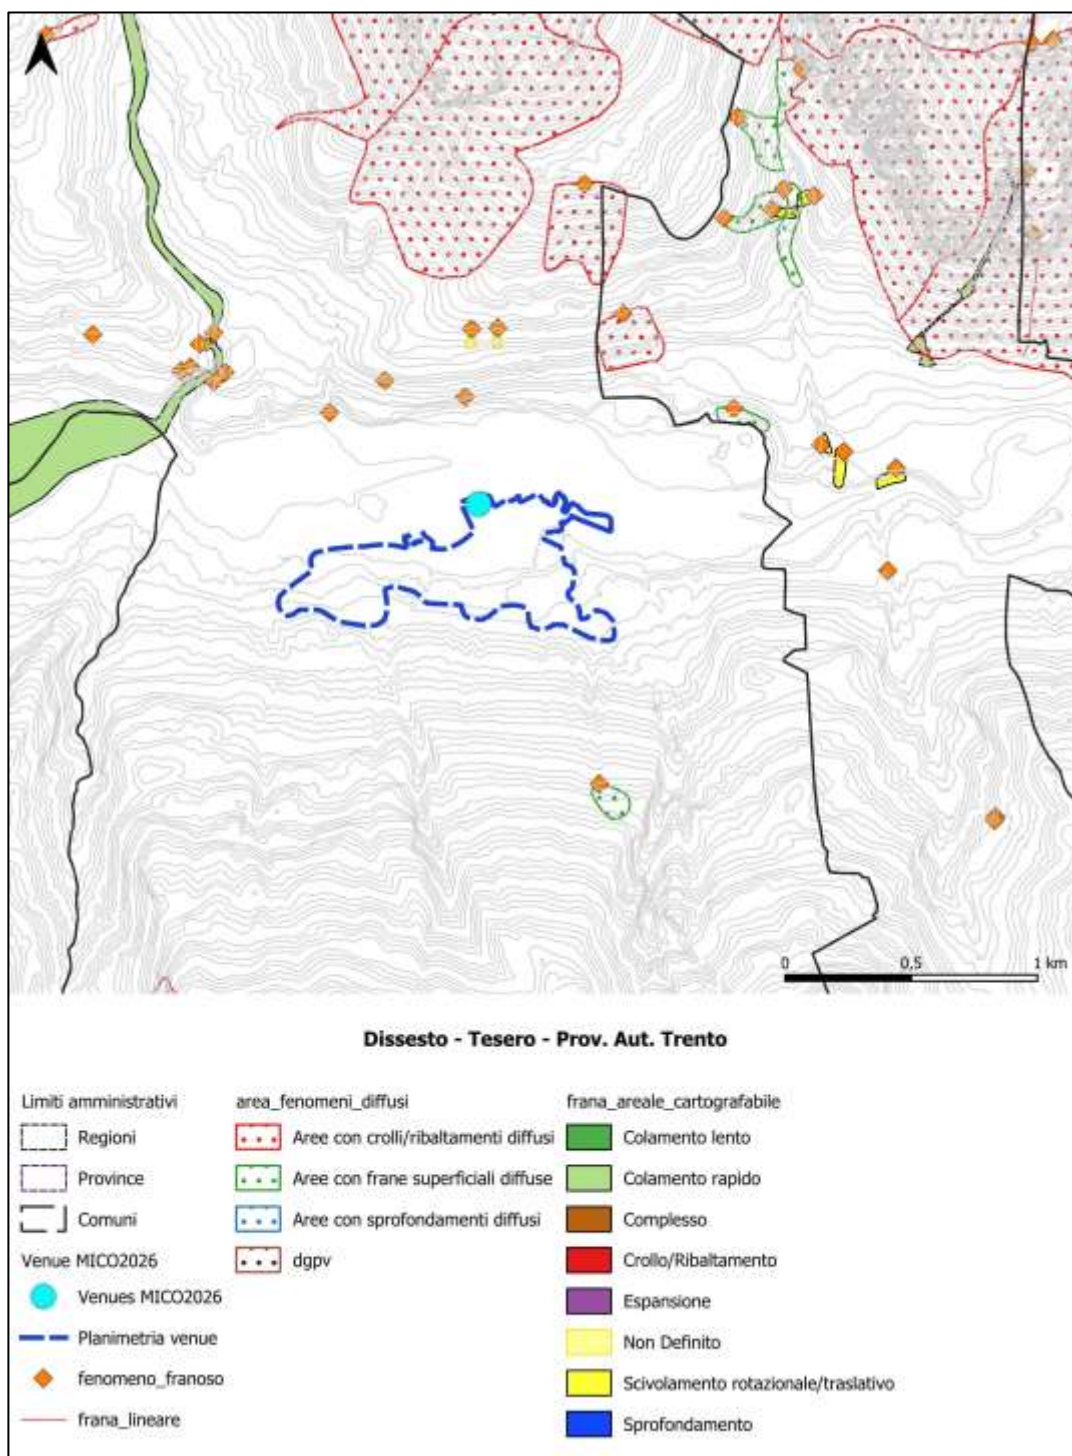 0 0,5 1 km
Dissesto - Tesero - Prov. Aut. Trento
Limiti amministrativi
Regioni
Province
Comuni
Venue MICO2026
Venues MICO2026
Planimetria venue
fenomeno_franoso
frana_lineare
area_fenomeni_diffusi
Aree con crolli/ribaltamenti diffusi
Aree con frane superficiali diffuse
Aree con sprofondamenti diffusi
dgpv
frana_areale_cartografabile
Colamento lento
Colamento rapido
Complesso
Crollo/Ribaltamento
Espansione
Non Definito
Scivolamento rotazionale/traslativo
Sprofondamento